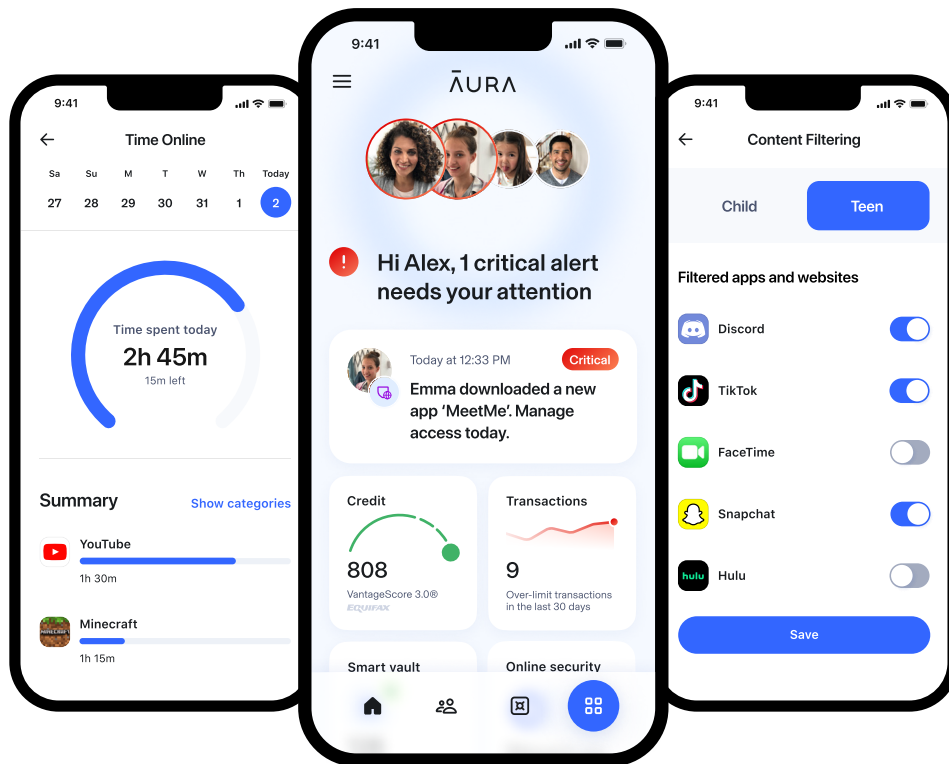 9:41
Time Online
Sa Su M T W Th Today
27 28 29 30 31 1 2
Time spent today
2h 45m
15m left
Summary
Show categories
YouTube
1h 30m
MINECRAFT
Minecraft
1h 15m
9:41
ĀURA
Hi Alex, 1 critical alert
needs your attention
Today at 12:33 PM
Critical
Emma downloaded a new
app ‘MeetMe’. Manage
access today.
Credit
808
VantageScore 3.0®
EQUIFAX
Transactions
9
Over-limit transactions
in the last 30 days
Smart vault
Online security
9:41
Content Filtering
Child
Teen
Filtered apps and websites
Discord
TikTok
FaceTime
Snapchat
hulu
Hulu
Save